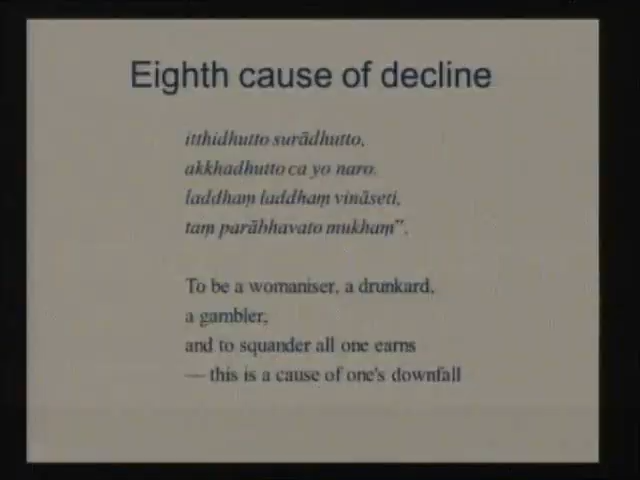 Eighth cause of decline
itthidhutto surādhutto,
akkhadhutto ca yo naro.
laddhaṃ laddhaṃ vināseti,
taṃ parābhavato mukhaṃ”.
To be a womaniser, a drunkard,
a gambler,
and to squander all one earns
— this is a cause of one's downfall